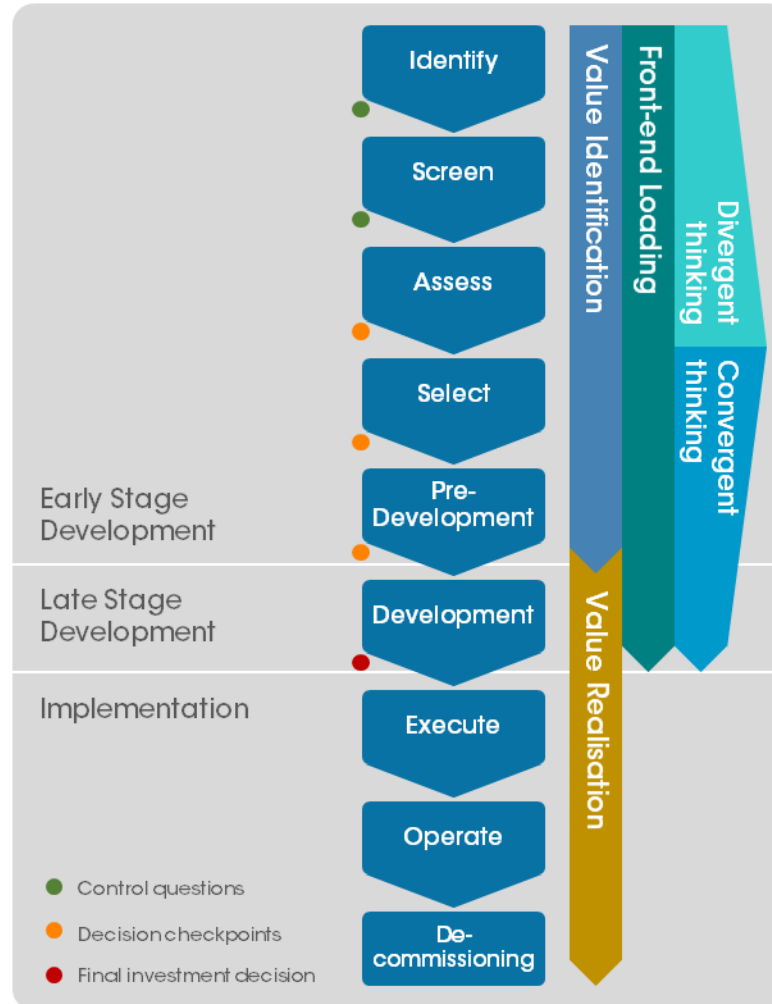 Identify
Screen
Assess
Select
Early Stage
Development
Pre-
Development
Late Stage
Development
Development
Implementation
Execute
Operate
De-
commissioning
Value Identification
Value Realisation
Front-end Loading
Divergent
thinking
Convergent
thinking
Control questions
Decision checkpoints
Final investment decision